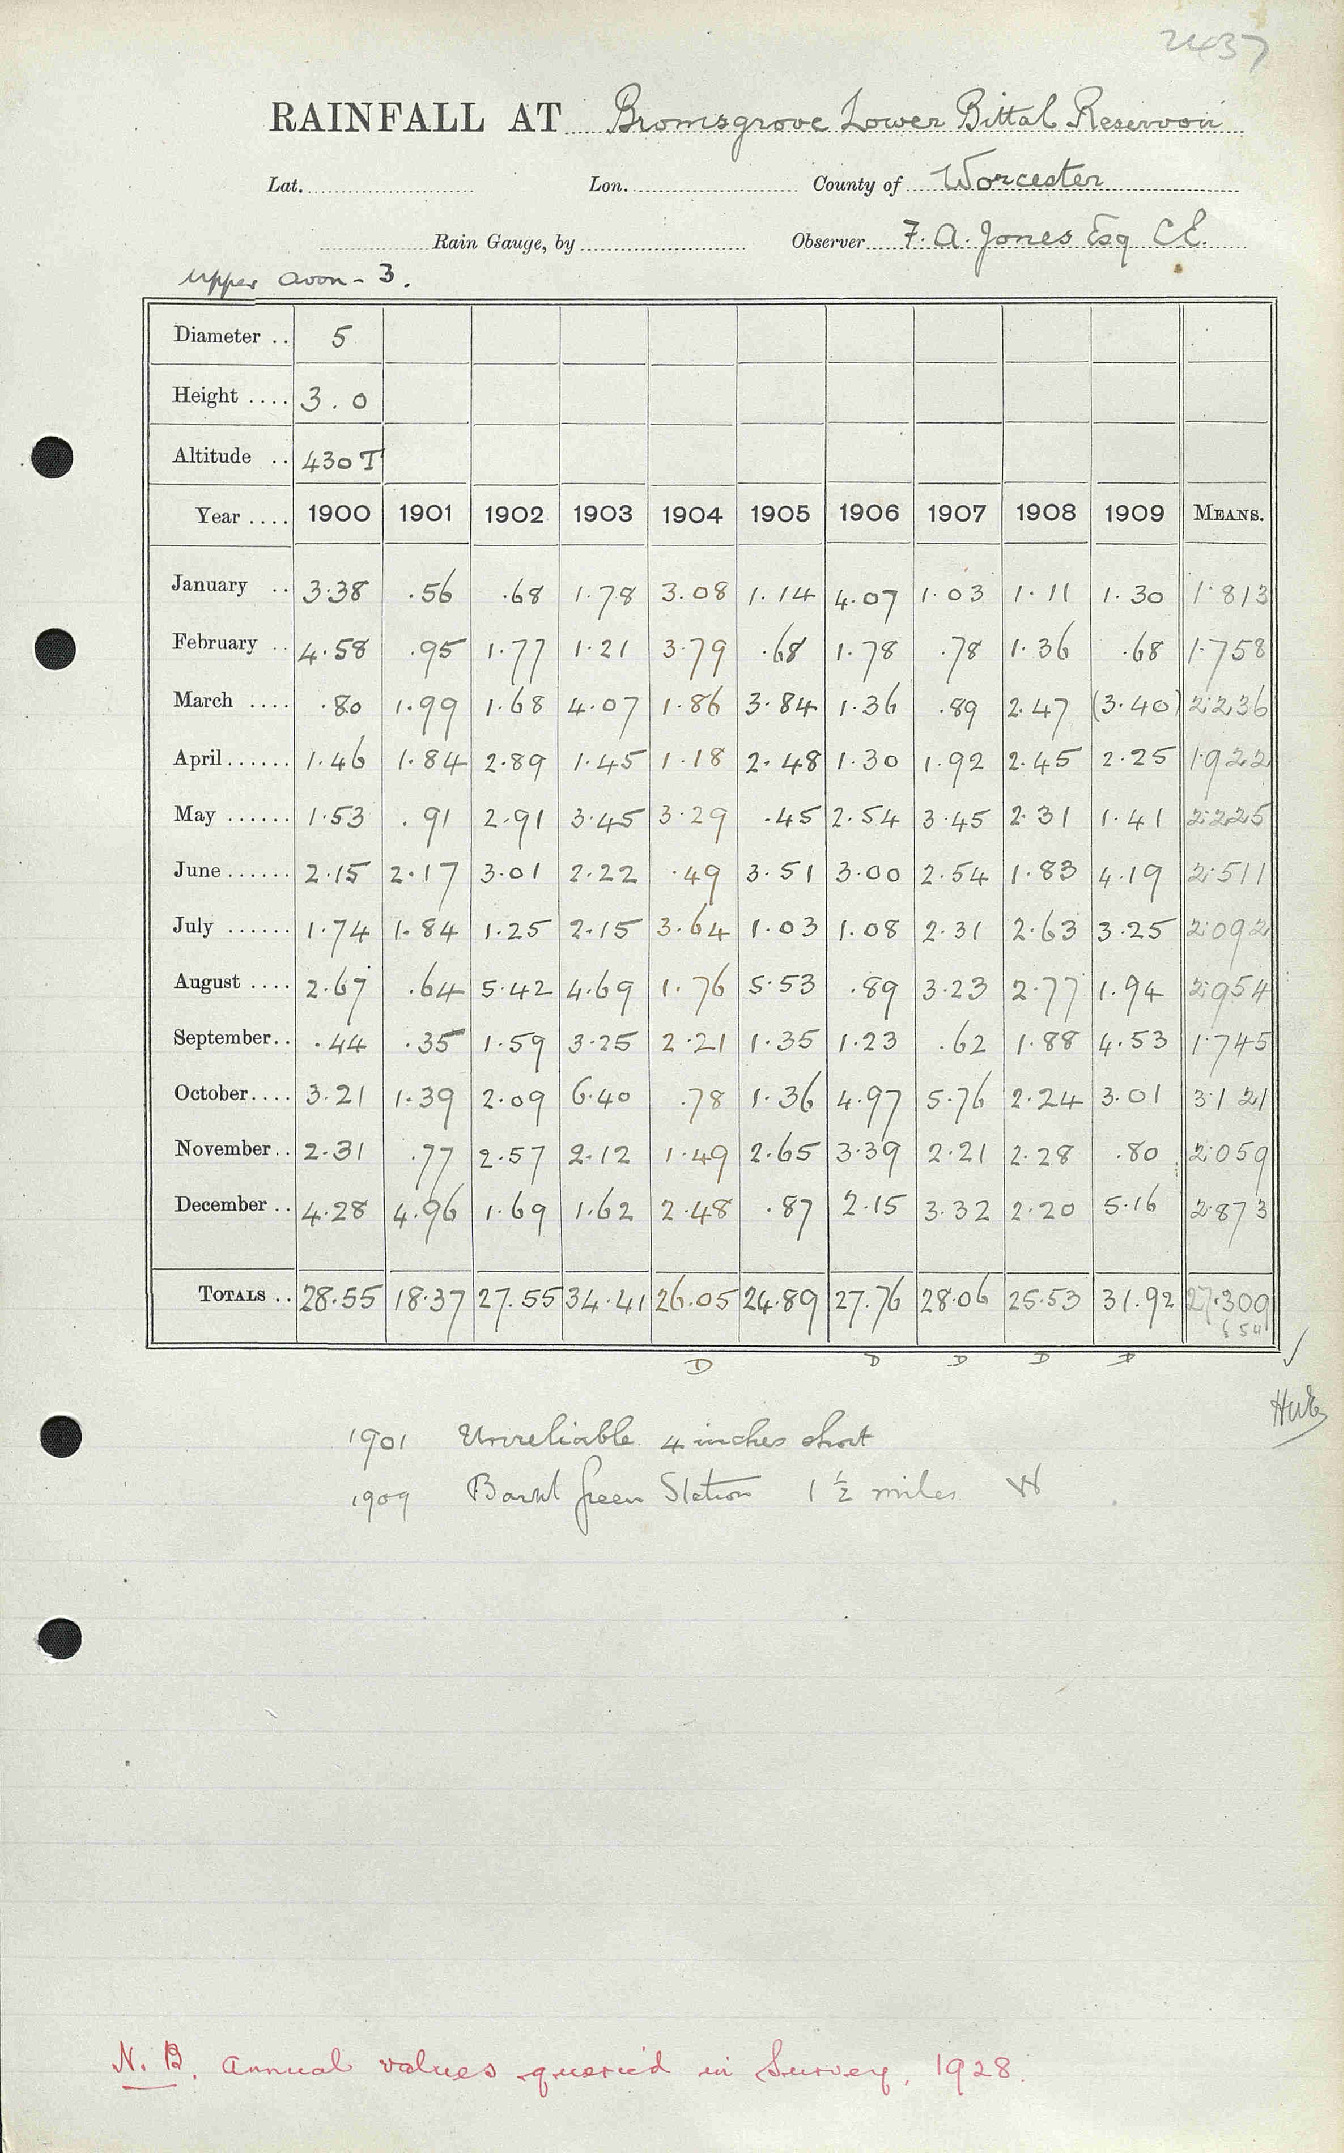 2437
RAINFALL AT Bromsgrove Lower Bittal Reservoir
Lat. Lon. County of Worcester
Rain Gauge, by Observer F. A. Jones Esq C.E.
Upper Avon - 3.
Diameter .. 5
Height .... 3.0
Altitude .. 430 T
Year .... 1900 1901 1902 1903 1904 1905 1906 1907 1908 1909 MEANS.
January .. 3.38 .56 .68 1.78 3.08 1.14 4.07 1.03 1.11 1.30 1.813
February .. 4.58 .95 1.77 1.21 3.79 .68 1.78 .78 1.36 .68 1.758
March .... .80 1.99 1.68 4.07 1.86 3.84 1.36 .89 2.47 (3.40) 2.236
April...... 1.46 1.84 2.89 1.45 1.18 2.48 1.30 1.92 2.45 2.25 1.922
May ...... 1.53 .91 2.91 3.45 3.29 .45 2.54 3.45 2.31 1.41 2.225
June...... 2.15 2.17 3.01 2.22 .49 3.51 3.00 2.54 1.83 4.19 2.511
July ...... 1.74 1.84 1.25 2.15 3.64 1.03 1.08 2.31 2.63 3.25 2.092
August .... 2.67 .64 5.42 4.69 1.76 5.53 .89 3.23 2.77 1.94 2.954
September.. .44 .35 1.59 3.25 2.21 1.35 1.23 .62 1.88 4.53 1.745
October.... 3.21 1.39 2.09 6.40 .78 1.36 4.97 5.76 2.24 3.01 3.121
November.. 2.31 .77 2.57 2.12 1.49 2.65 3.39 2.21 2.28 .80 2.059
December .. 4.28 4.96 1.69 1.62 2.48 .87 2.15 3.32 2.20 5.16 2.873
TOTALS .. 28.55 18.37 27.55 34.41 26.05 24.89 27.76 28.06 25.53 31.92 27.309
D D D D D
1901 Unreliable 4 inches short
1909 Barnt Green Station 1 1/2 miles W
N.B. Annual values queried in Survey, 1928.